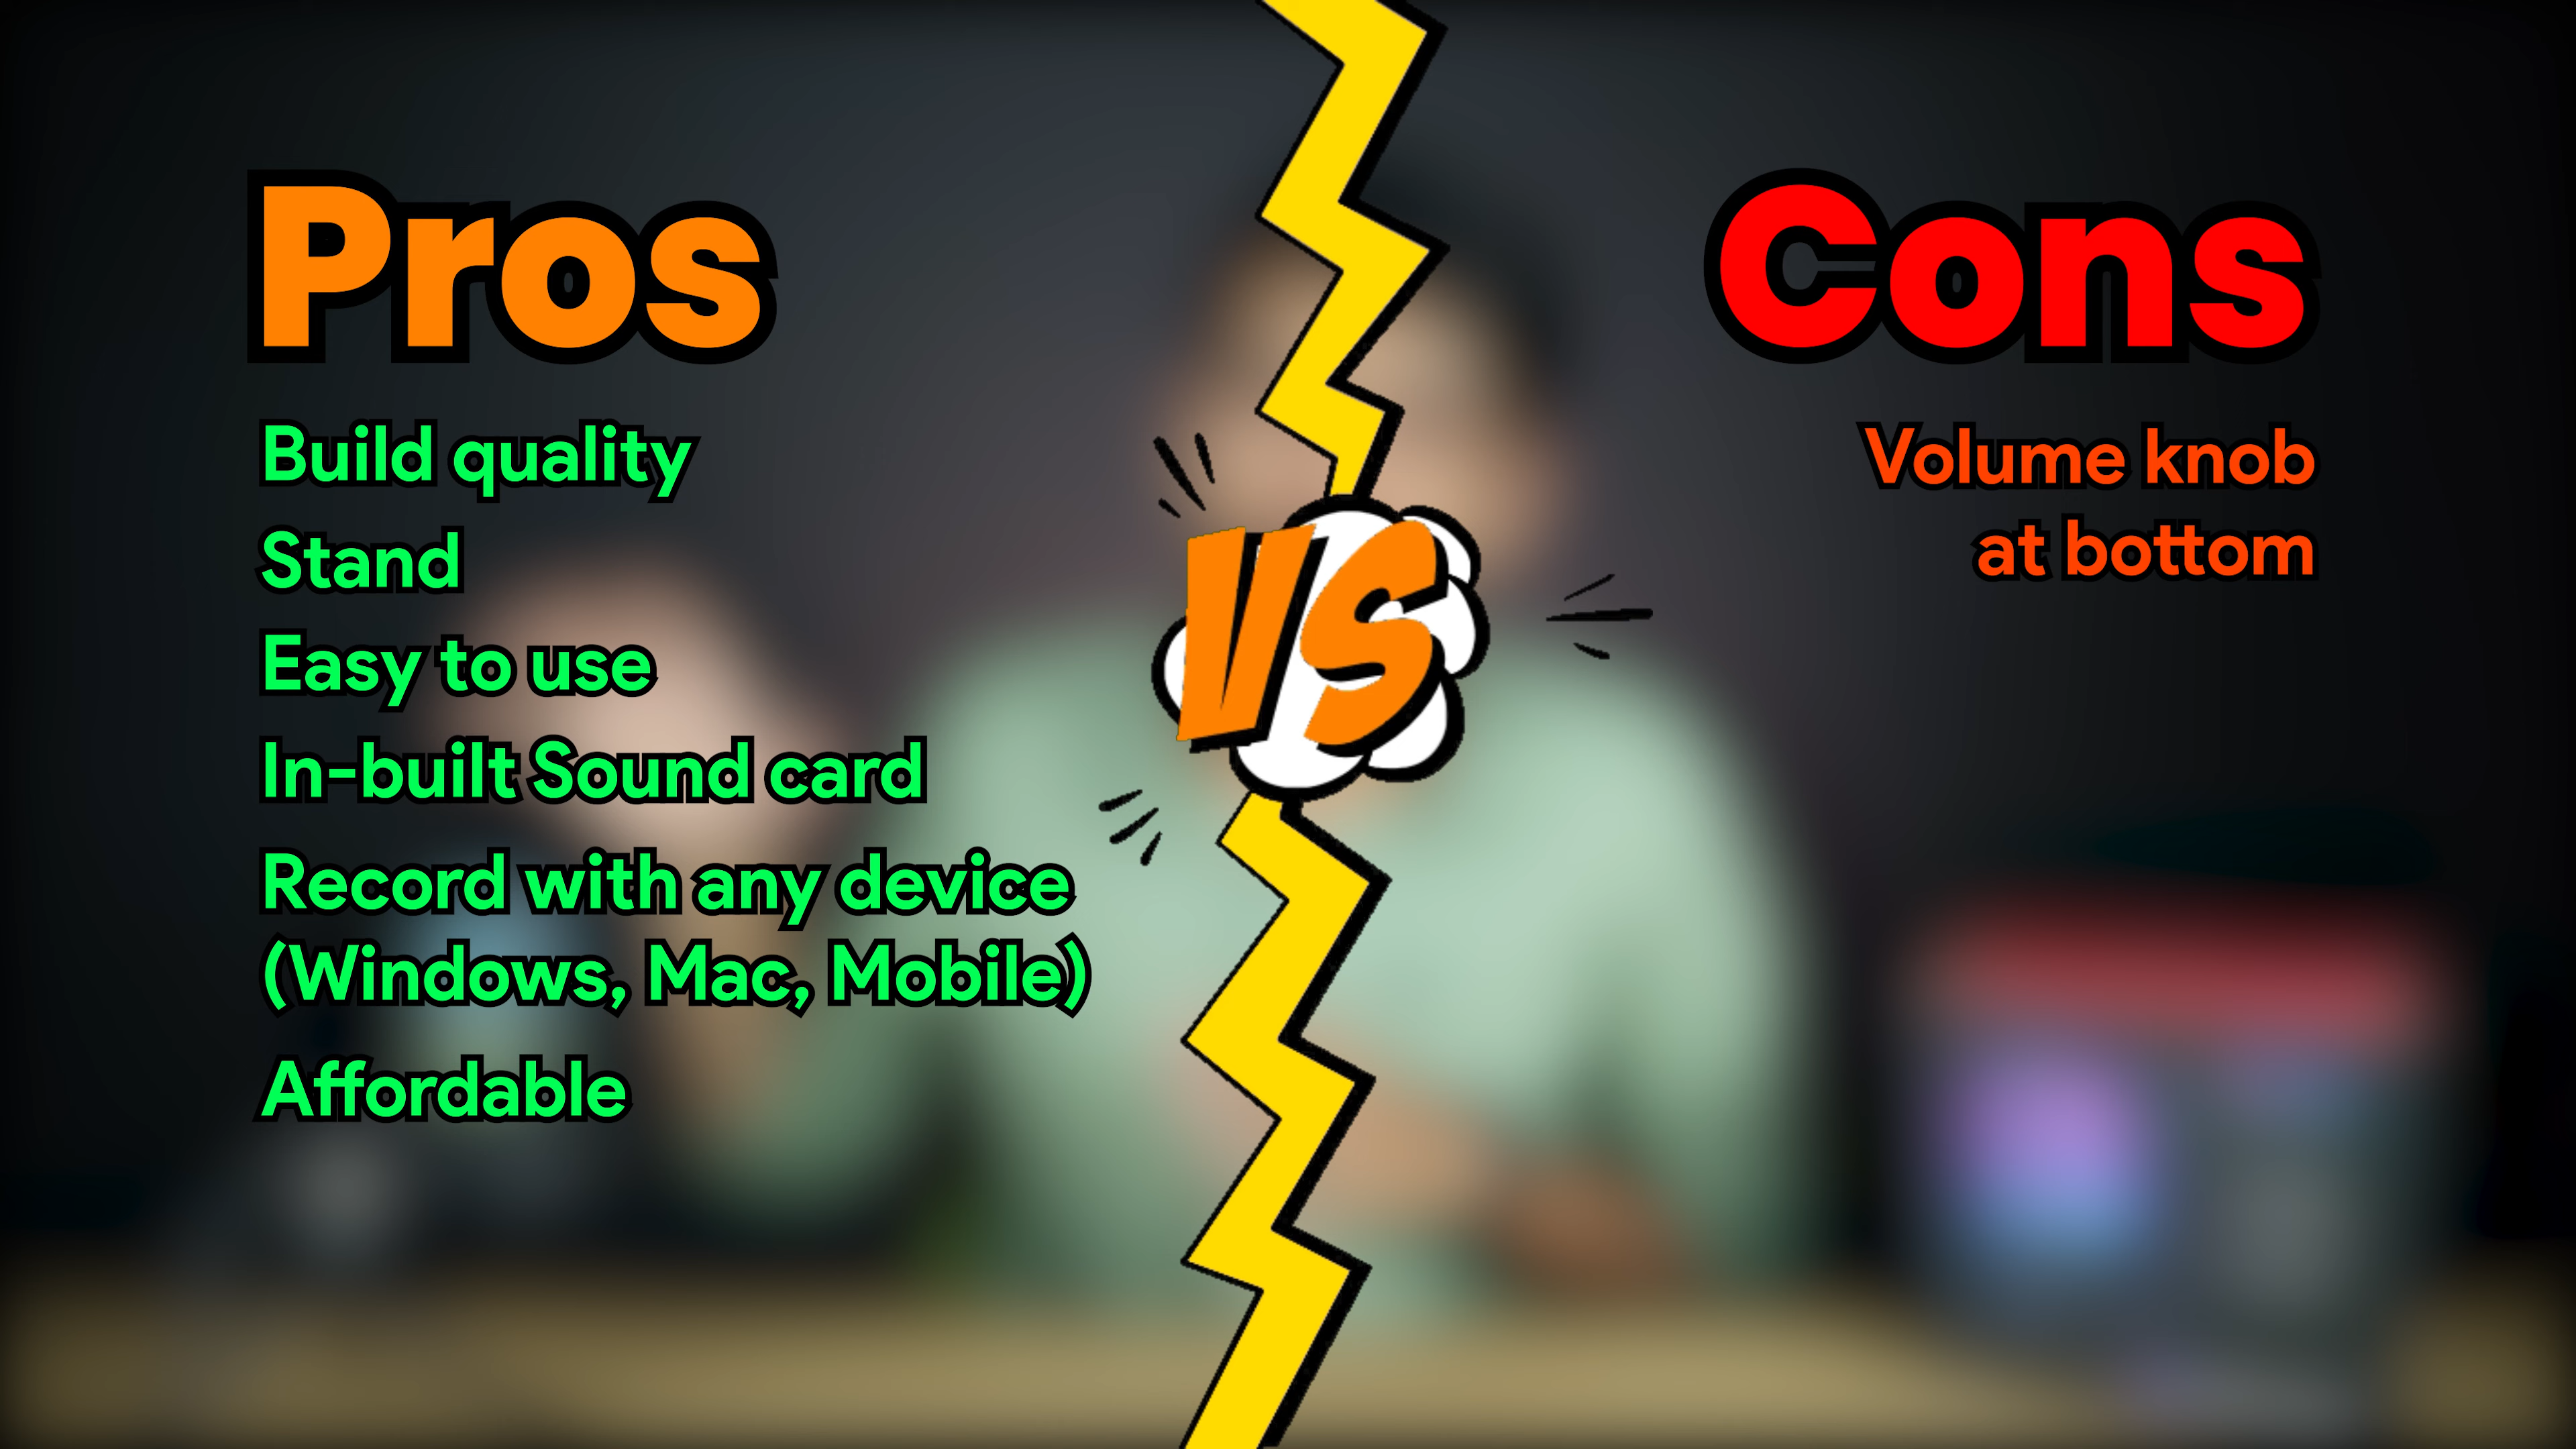 Pros
Build quality
Stand
Easy to use
In-built Sound card
Record with any device
(Windows, Mac, Mobile)
Affordable
VS
Cons
Volume knob
at bottom